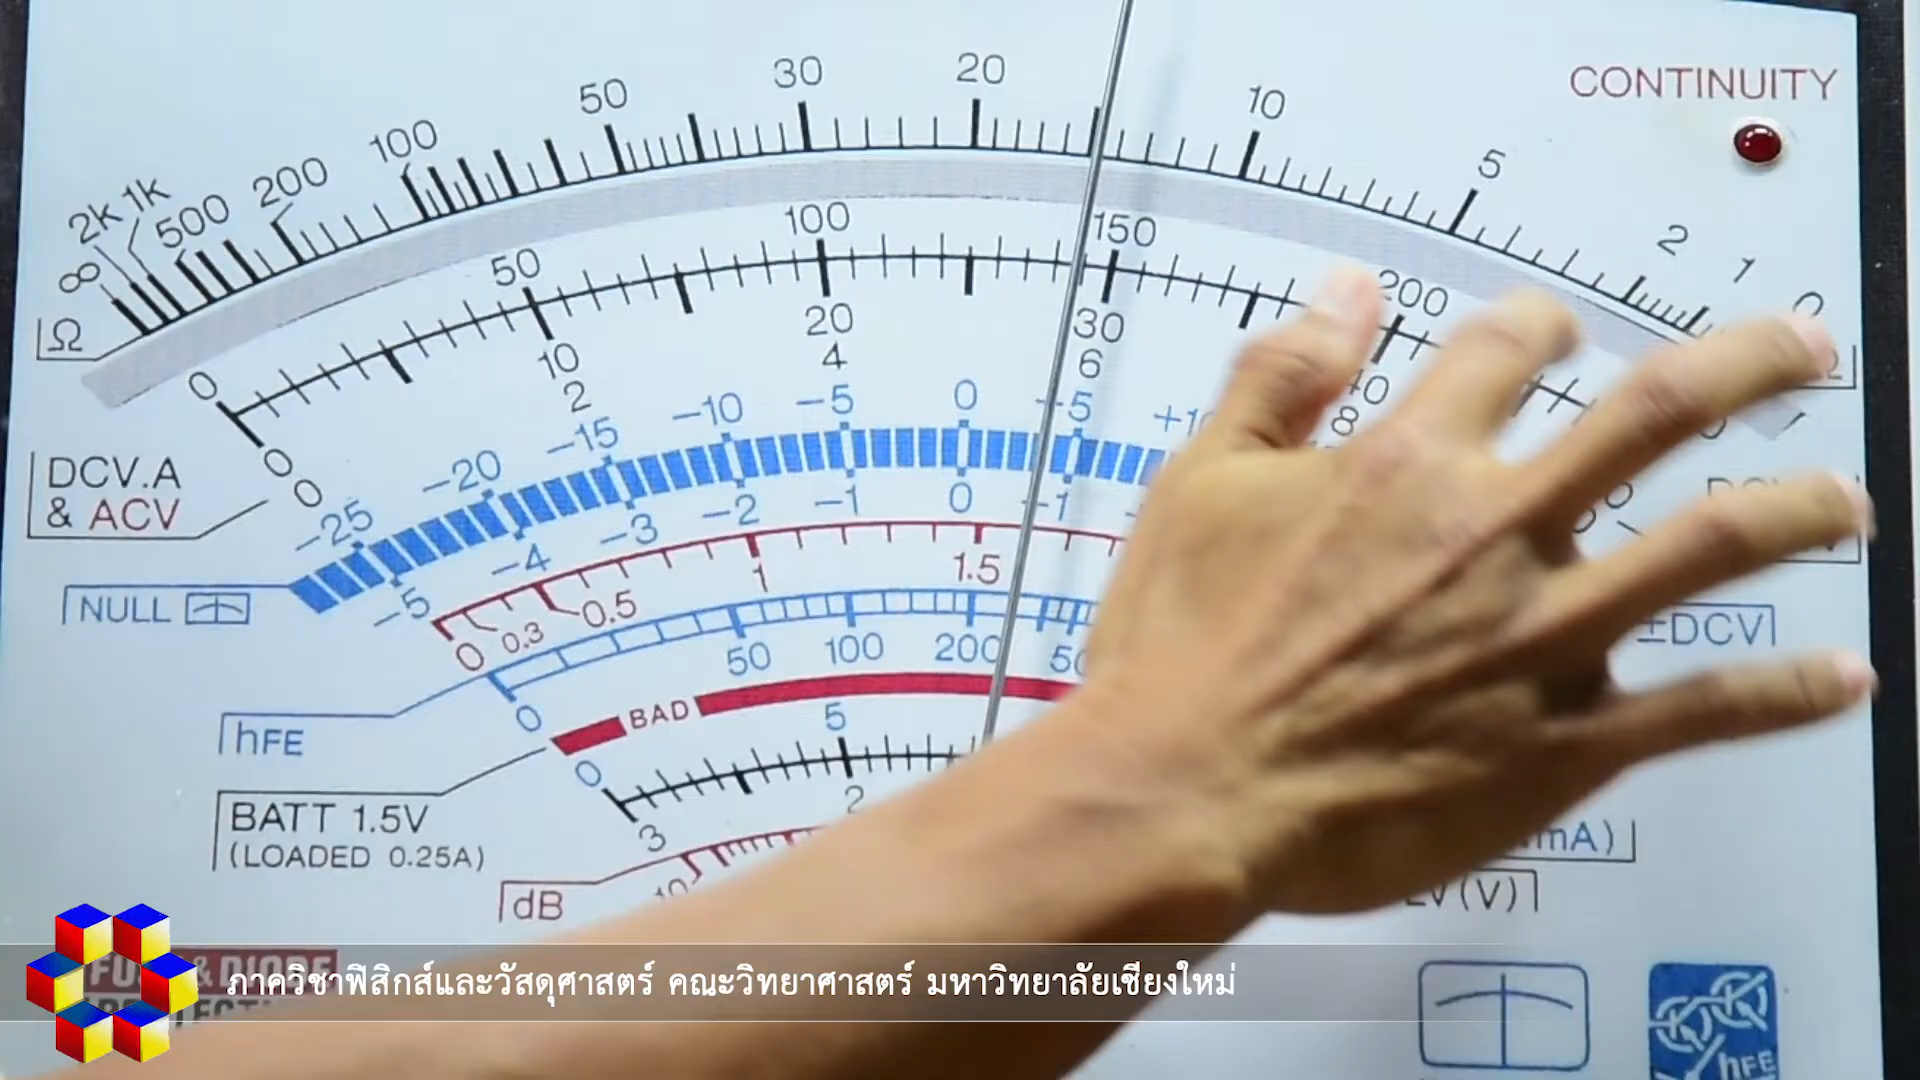 CONTINUITY
∞ 2k 1k 500 200 100 50 30 20 10 5 2 1 0
Ω
0 50 100 150 200
10 20 30 40
0 2 4 6 8
0
DCV.A
& ACV
-25 -20 -15 -10 -5 0 +5 +10
NULL
-5 -4 -3 -2 -1 0 +1
±DCV
0 0.3 0.5 1 1.5
hFE
0 50 100 200
BAD
BATT 1.5V
(LOADED 0.25A)
0 5
3 2
mA)
dB
10
(V)
FUSE & DIODE
ภาควิชาฟิสิกส์และวัสดุศาสตร์ คณะวิทยาศาสตร์ มหาวิทยาลัยเชียงใหม่
hFE